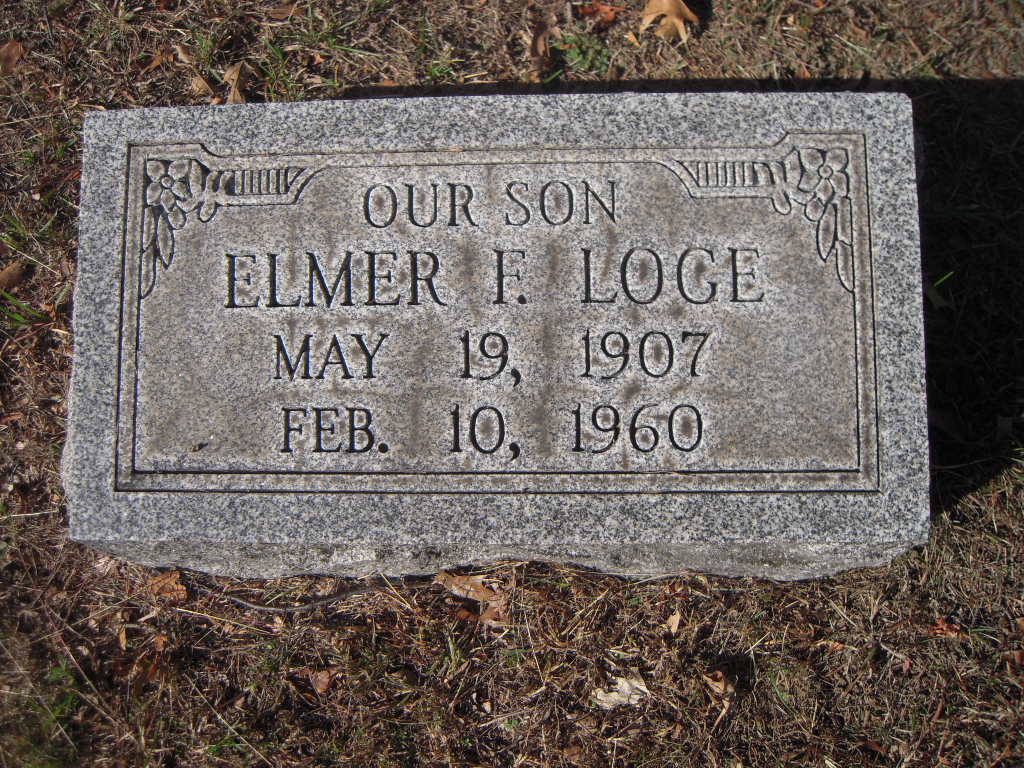 OUR SON
ELMER F. LOGE
MAY 19, 1907
FEB. 10, 1960